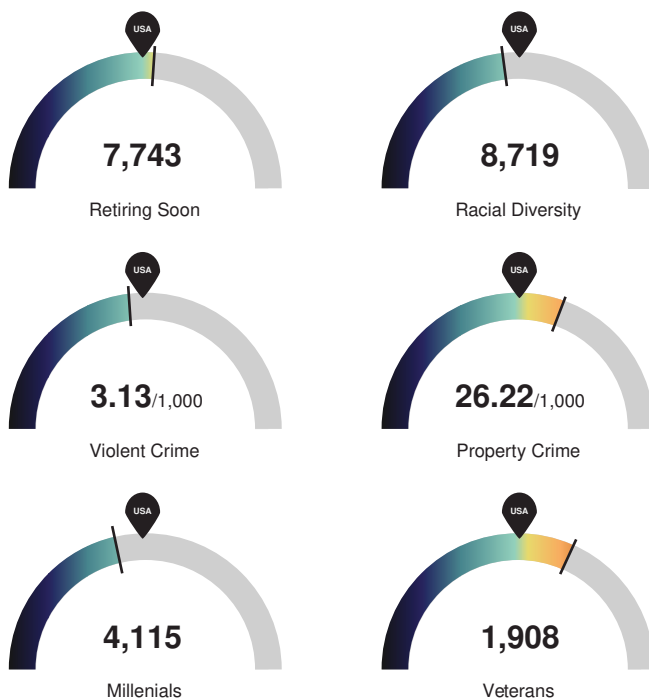 USA
7,743
Retiring Soon
USA
8,719
Racial Diversity
USA
3.13/1,000
Violent Crime
USA
26.22/1,000
Property Crime
USA
4,115
Millenials
USA
1,908
Veterans